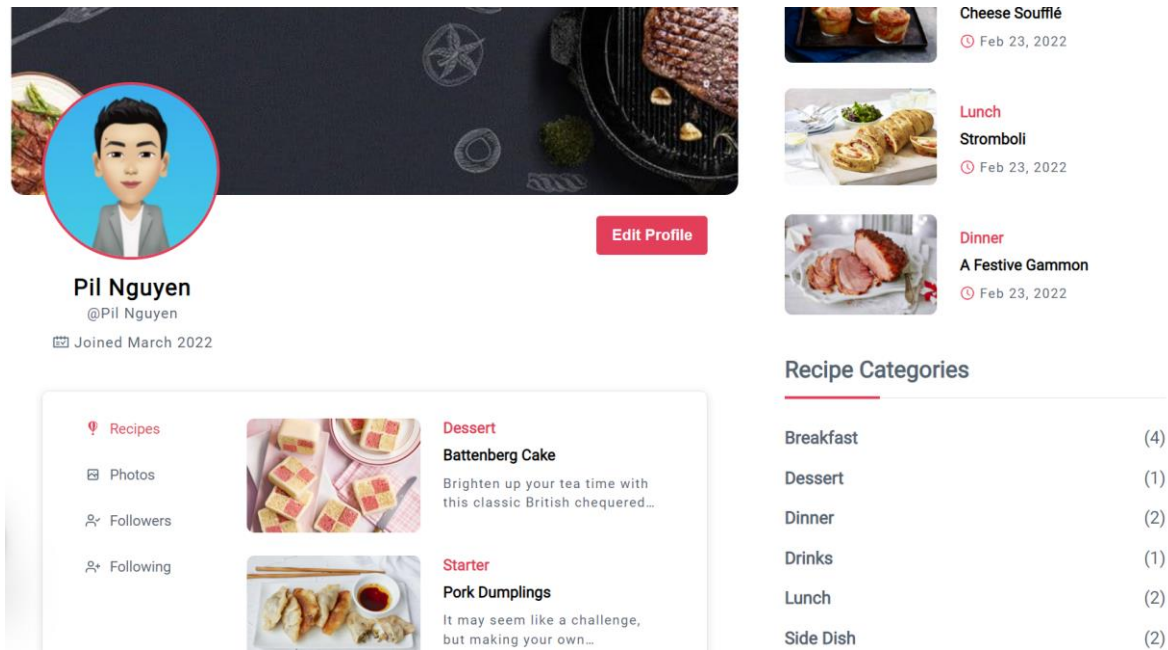 Pil Nguyen
@Pil Nguyen
Joined March 2022
Edit Profile
Recipes
Photos
Followers
Following
Dessert
Battenberg Cake
Brighten up your tea time with
this classic British chequered…
Starter
Pork Dumplings
It may seem like a challenge,
but making your own…
Cheese Soufflé
Feb 23, 2022
Lunch
Stromboli
Feb 23, 2022
Dinner
A Festive Gammon
Feb 23, 2022
Recipe Categories
Breakfast (4)
Dessert (1)
Dinner (2)
Drinks (1)
Lunch (2)
Side Dish (2)